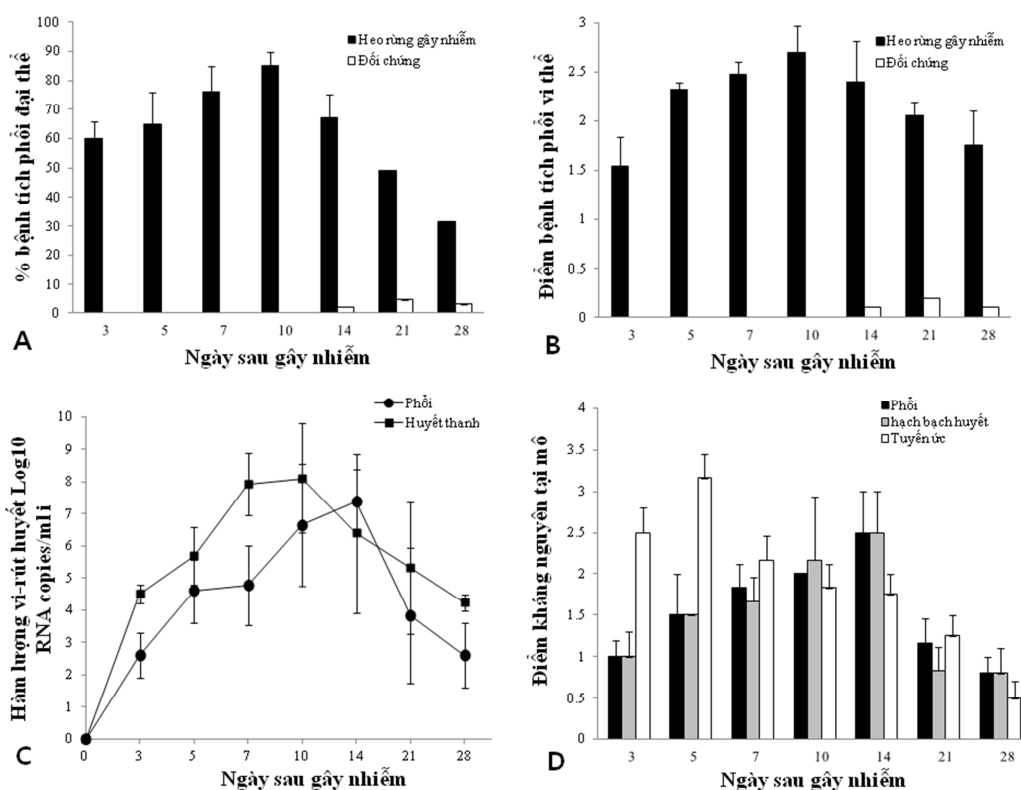 100
90
80
70
60
50
40
30
20
10
0
% bệnh tích phổi đại thể
Heo rừng gây nhiễm
Đối chứng
3 5 7 10 14 21 28
Ngày sau gây nhiễm
A
3
2.5
2
1.5
1
0.5
0
Điểm bệnh tích phổi vi thể
Heo rừng gây nhiễm
Đối chứng
3 5 7 10 14 21 28
Ngày sau gây nhiễm
B
Phổi
Huyết thanh
10
9
8
7
6
5
4
3
2
1
0
Hàm lượng vi-rút huyết Log10
RNA copies/ml i
0 3 5 7 10 14 21 28
Ngày sau gây nhiễm
C
Phổi
hạch bạch huyết
Tuyến ức
4
3.5
3
2.5
2
1.5
1
0.5
0
Điểm kháng nguyên tại mô
3 5 7 10 14 21 28
Ngày sau gây nhiễm
D